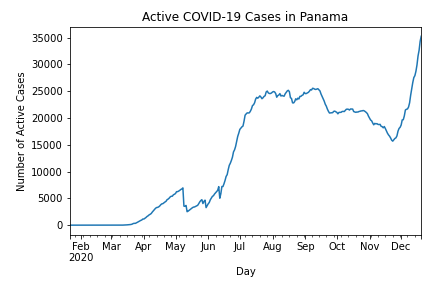 Active COVID-19 Cases in Panama
Number of Active Cases
35000
30000
25000
20000
15000
10000
5000
0
Feb Mar Apr May Jun Jul Aug Sep Oct Nov Dec
2020
Day